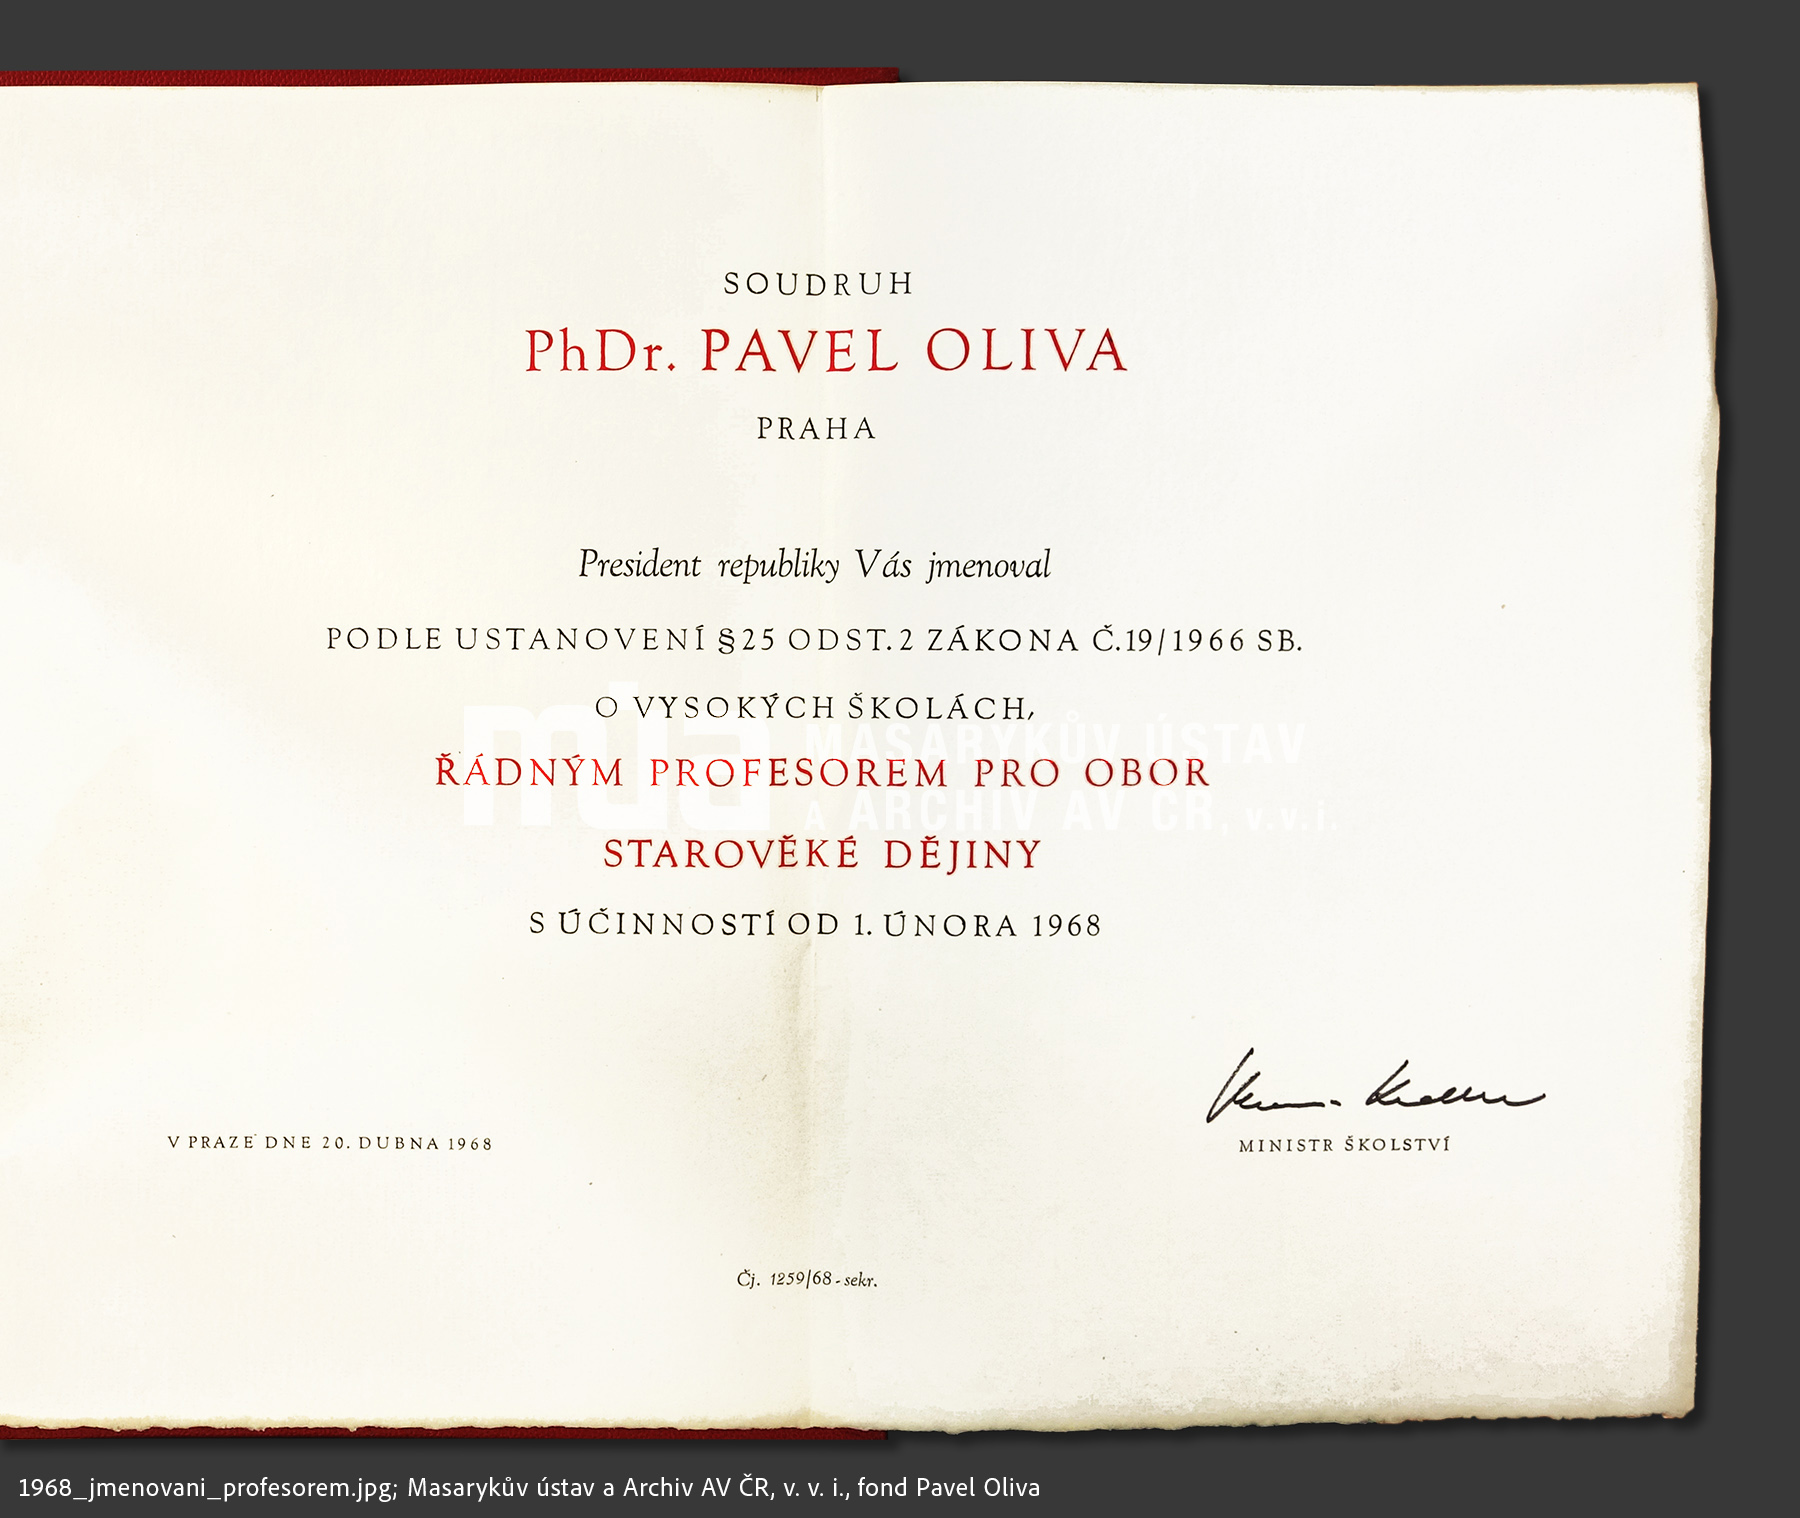 SOUDRUH
PhDr. PAVEL OLIVA
PRAHA
President republiky Vás jmenoval
PODLE USTANOVENÍ §25 ODST. 2 ZÁKONA Č.19/1966 SB.
O VYSOKÝCH ŠKOLÁCH,
mua MASARYKŮV ÚSTAV
A ARCHIV AV ČR, v.v.i.
ŘÁDNÝM PROFESOREM PRO OBOR
STAROVĚKÉ DĚJINY
S ÚČINNOSTÍ OD 1. ÚNORA 1968
V PRAZE DNE 20. DUBNA 1968
MINISTR ŠKOLSTVÍ
Čj. 1259/68-sekr.
1968_jmenovani_profesorem.jpg; Masarykův ústav a Archiv AV ČR, v. v. i., fond Pavel Oliva